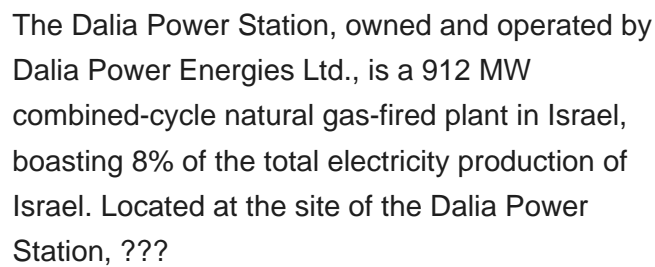 The Dalia Power Station, owned and operated by
Dalia Power Energies Ltd., is a 912 MW
combined-cycle natural gas-fired plant in Israel,
boasting 8% of the total electricity production of
Israel. Located at the site of the Dalia Power
Station, ???